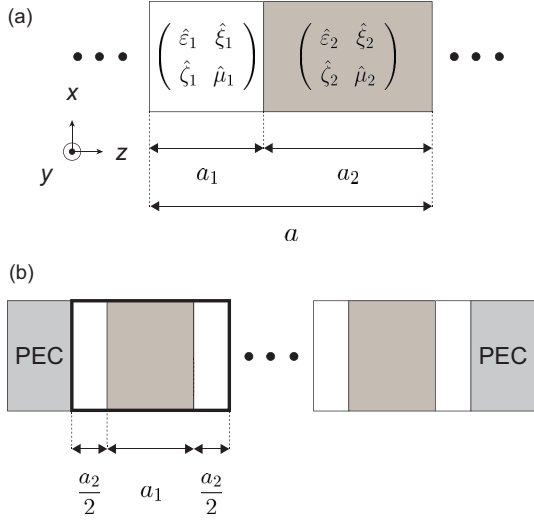 (a)
( ε̂₁ ξ̂₁ ) ( ε̂₂ ξ̂₂ )
( ζ̂₁ μ̂₁ ) ( ζ̂₂ μ̂₂ )
x
y z
a₁ a₂
a
(b)
PEC PEC
a₂/2 a₁ a₂/2